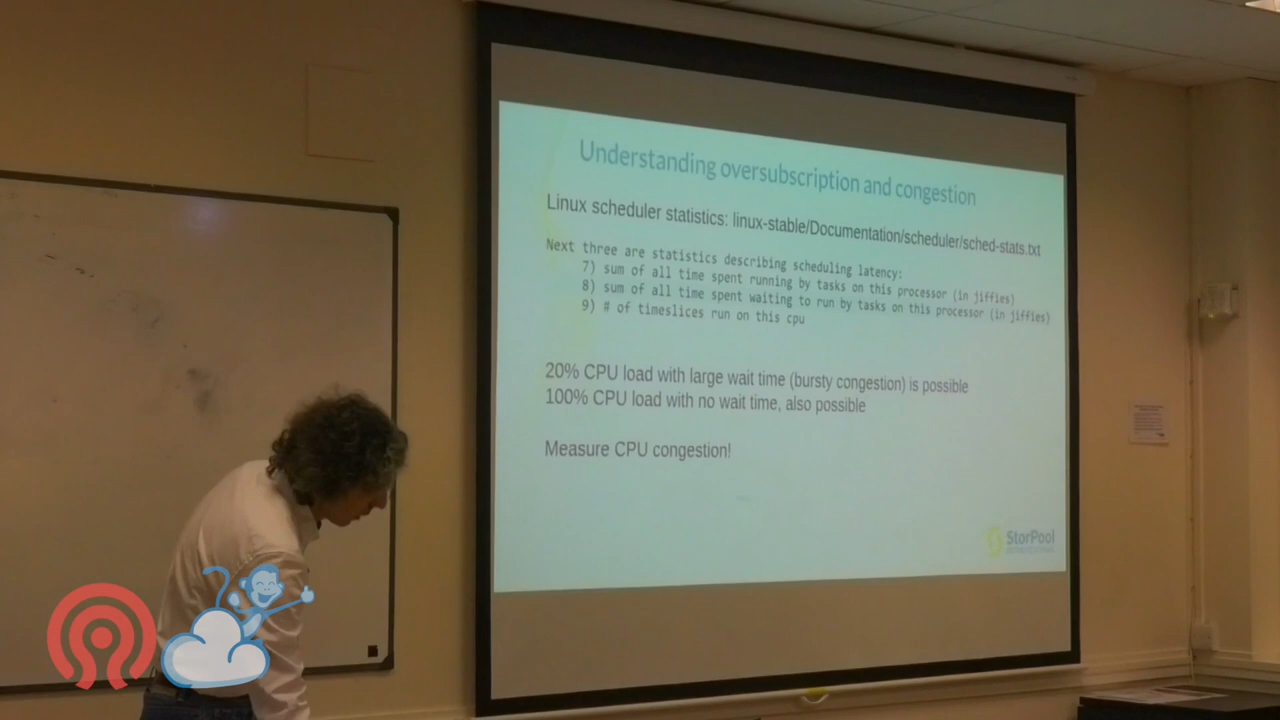 Understanding oversubscription and congestion
Linux scheduler statistics: linux-stable/Documentation/scheduler/sched-stats.txt
Next three are statistics describing scheduling latency:
7) sum of all time spent running by tasks on this processor (in jiffies)
8) sum of all time spent waiting to run by tasks on this processor (in jiffies)
9) # of timeslices run on this cpu
20% CPU load with large wait time (bursty congestion) is possible
100% CPU load with no wait time, also possible
Measure CPU congestion!
StorPool